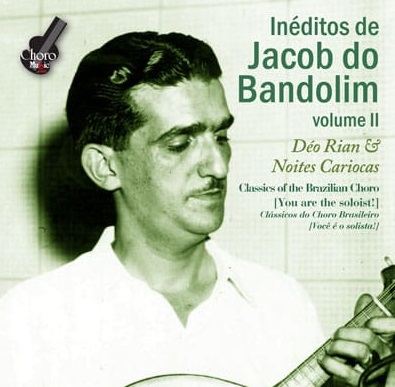 Choro
Music
Inéditos de
Jacob do
Bandolim
volume II
Déo Rian &
Noites Cariocas
Classics of the Brazilian Choro
[You are the soloist!]
Clássicos do Choro Brasileiro
[Você é o solista!]